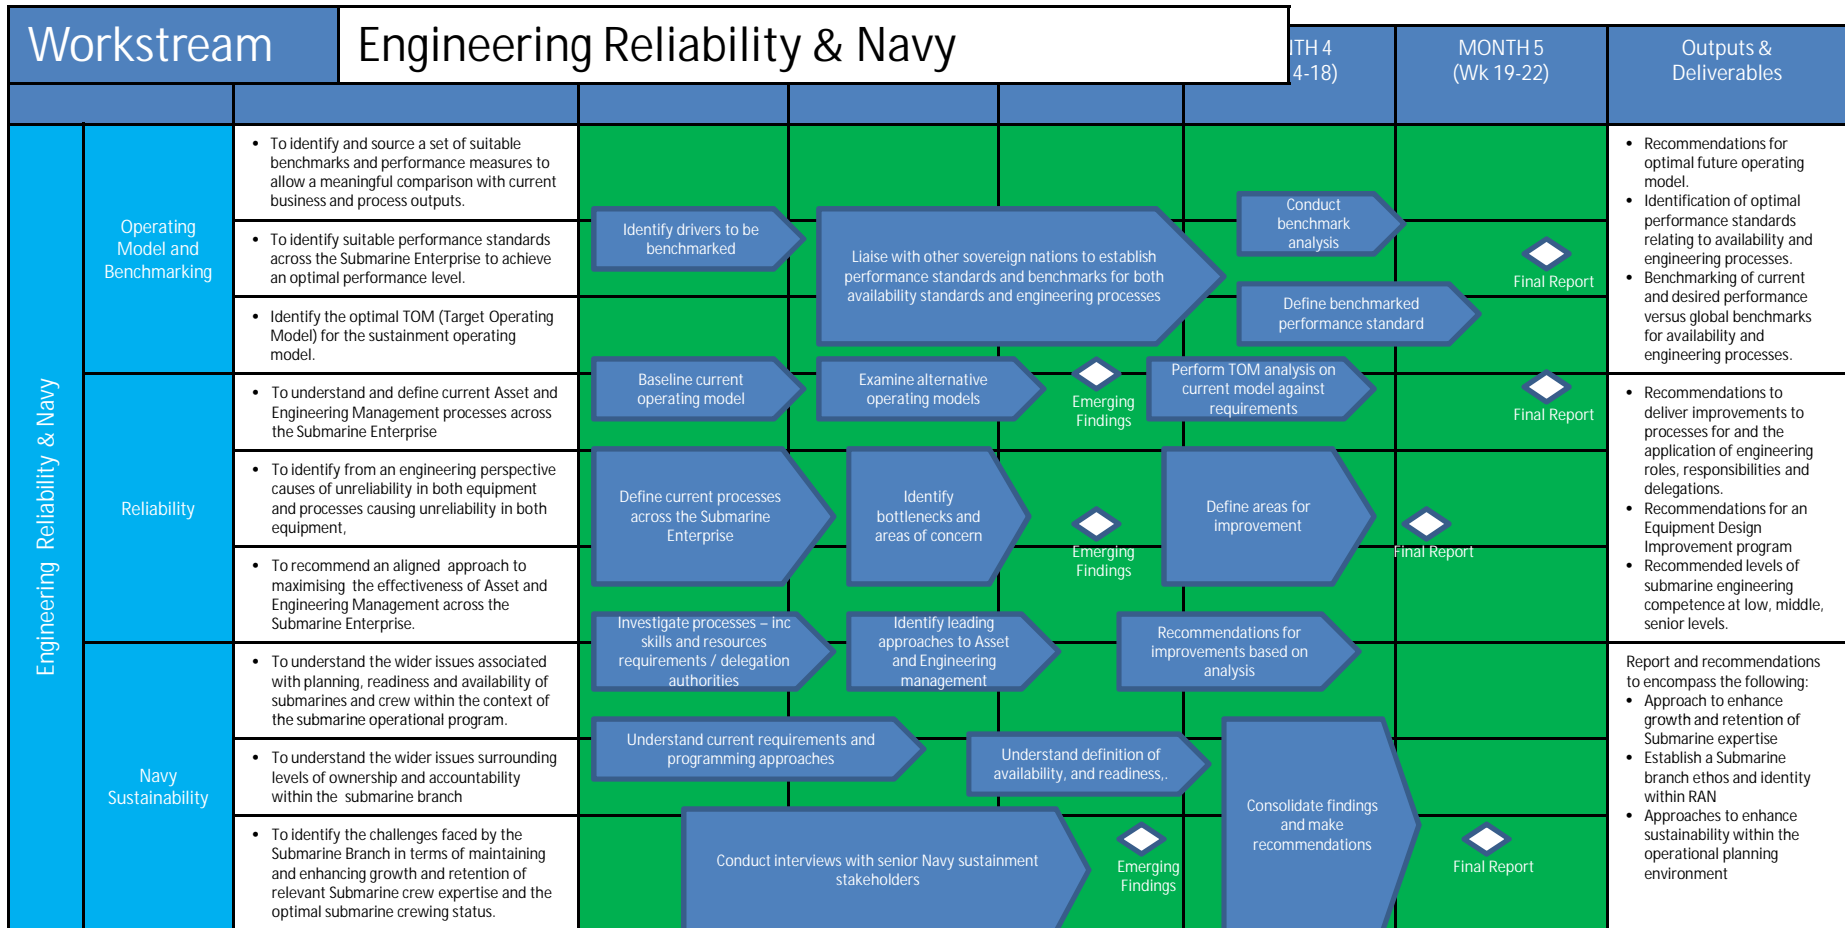 Workstream
Engineering Reliability & Navy
TH 4
4-18)
MONTH 5
(Wk 19-22)
Outputs &
Deliverables
Engineering Reliability & Navy
Operating
Model and
Benchmarking
• To identify and source a set of suitable
benchmarks and performance measures to
allow a meaningful comparison with current
business and process outputs.
• To identify suitable performance standards
across the Submarine Enterprise to achieve
an optimal performance level.
• Identify the optimal TOM (Target Operating
Model) for the sustainment operating
model.
Identify drivers to be
benchmarked
Liaise with other sovereign nations to establish
performance standards and benchmarks for both
availability standards and engineering processes
Conduct
benchmark
analysis
Define benchmarked
performance standard
Final Report
Baseline current
operating model
Examine alternative
operating models
Emerging
Findings
Perform TOM analysis on
current model against
requirements
Final Report
• Recommendations for
optimal future operating
model.
• Identification of optimal
performance standards
relating to availability and
engineering processes.
• Benchmarking of current
and desired performance
versus global benchmarks
for availability and
engineering processes.
Reliability
• To understand and define current Asset and
Engineering Management processes across
the Submarine Enterprise
• To identify from an engineering perspective
causes of unreliability in both equipment
and processes causing unreliability in both
equipment,
• To recommend an aligned approach to
maximising the effectiveness of Asset and
Engineering Management across the
Submarine Enterprise.
Define current processes
across the Submarine
Enterprise
Identify
bottlenecks and
areas of concern
Emerging
Findings
Define areas for
improvement
Final Report
Investigate processes – inc
skills and resources
requirements / delegation
authorities
Identify leading
approaches to Asset
and Engineering
management
Recommendations for
improvements based on
analysis
• Recommendations to
deliver improvements to
processes for and the
application of engineering
roles, responsibilities and
delegations.
• Recommendations for an
Equipment Design
Improvement program
• Recommended levels of
submarine engineering
competence at low, middle,
senior levels.
Navy
Sustainability
• To understand the wider issues associated
with planning, readiness and availability of
submarines and crew within the context of
the submarine operational program.
• To understand the wider issues surrounding
levels of ownership and accountability
within the submarine branch
• To identify the challenges faced by the
Submarine Branch in terms of maintaining
and enhancing growth and retention of
relevant Submarine crew expertise and the
optimal submarine crewing status.
Understand current requirements and
programming approaches
Understand definition of
availability, and readiness,.
Conduct interviews with senior Navy sustainment
stakeholders
Emerging
Findings
Consolidate findings
and make
recommendations
Final Report
Report and recommendations
to encompass the following:
• Approach to enhance
growth and retention of
Submarine expertise
• Establish a Submarine
branch ethos and identity
within RAN
• Approaches to enhance
sustainability within the
operational planning
environment